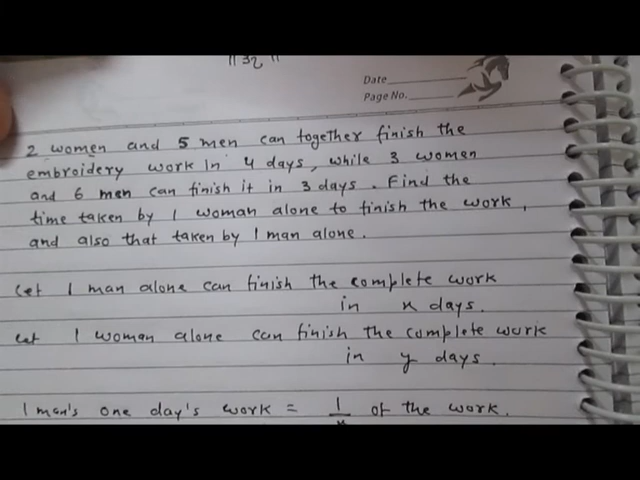 11 32 11
Date
Page No.
2 women and 5 men can together finish the
embroidery work in 4 days, while 3 women
and 6 men can finish it in 3 days. Find the
time taken by 1 woman alone to finish the work,
and also that taken by 1 man alone.
Let 1 man alone can finish the complete work
in x days.
Let 1 woman alone can finish the complete work
in y days.
1 man's one day's work = 1/x of the work.